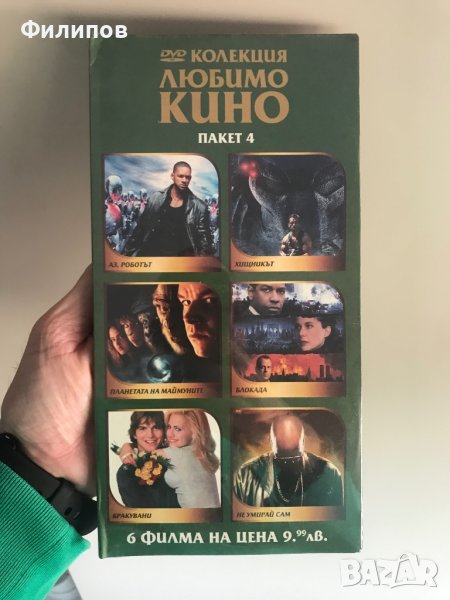 Филипов
DVD КОЛЕКЦИЯ
ЛЮБИМО
КИНО
ПАКЕТ 4
АЗ, РОБОТЪТ
ХИЩНИКЪТ
ПЛАНЕТАТА НА МАЙМУНИТЕ
БЛОКАДА
БРАКУВАНИ
НЕ УМИРАЙ САМ
6 ФИЛМА НА ЦЕНА 9.99лв.
BAZAR